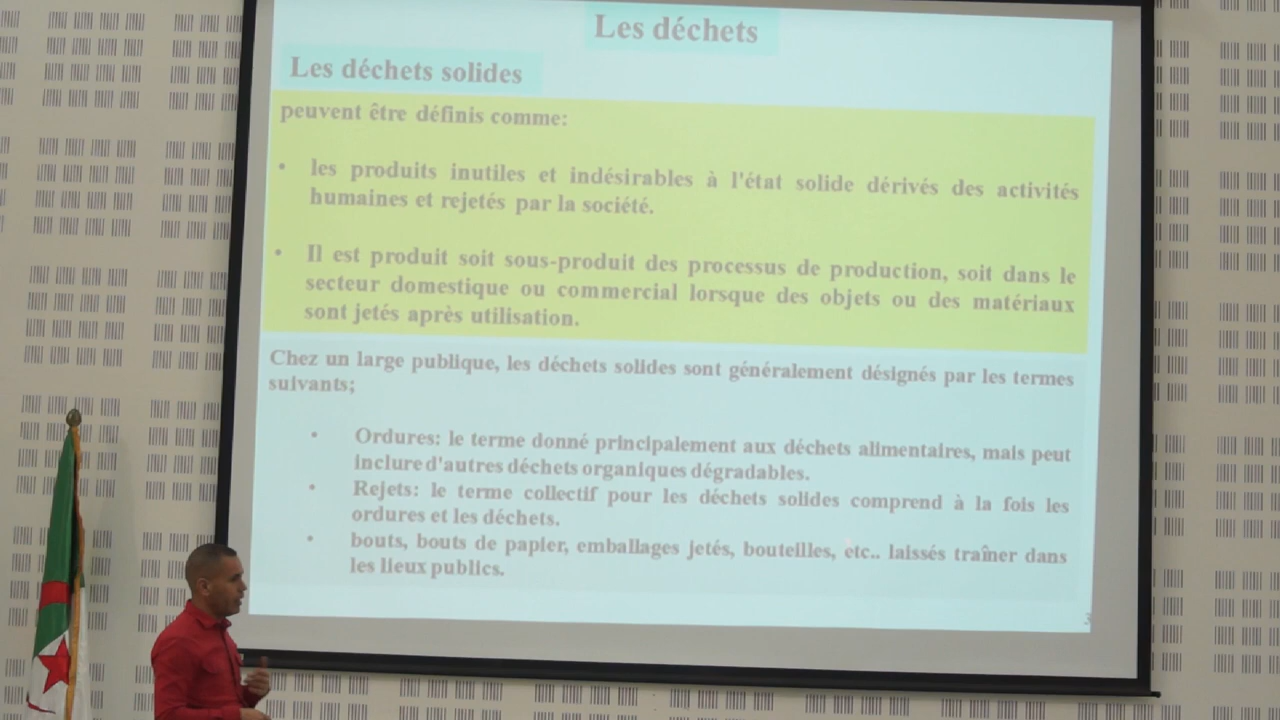 Les déchets
Les déchets solides
peuvent être définis comme:
• les produits inutiles et indésirables à l'état solide dérivés des activités
humaines et rejetés par la société.
• Il est produit soit sous-produit des processus de production, soit dans le
secteur domestique ou commercial lorsque des objets ou des matériaux
sont jetés après utilisation.
Chez un large publique, les déchets solides sont généralement désignés par les termes
suivants;
• Ordures: le terme donné principalement aux déchets alimentaires, mais peut
inclure d'autres déchets organiques dégradables.
• Rejets: le terme collectif pour les déchets solides comprend à la fois les
ordures et les déchets.
• bouts, bouts de papier, emballages jetés, bouteilles, etc.. laissés traîner dans
les lieux publics.
3